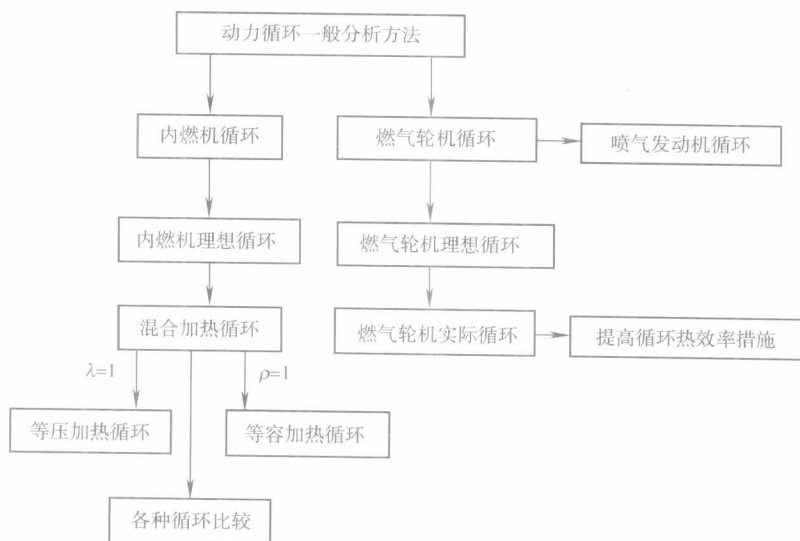 动力循环一般分析方法
内燃机循环
燃气轮机循环
喷气发动机循环
内燃机理想循环
燃气轮机理想循环
混合加热循环
燃气轮机实际循环
提高循环热效率措施
λ=1
ρ=1
等压加热循环
等容加热循环
各种循环比较